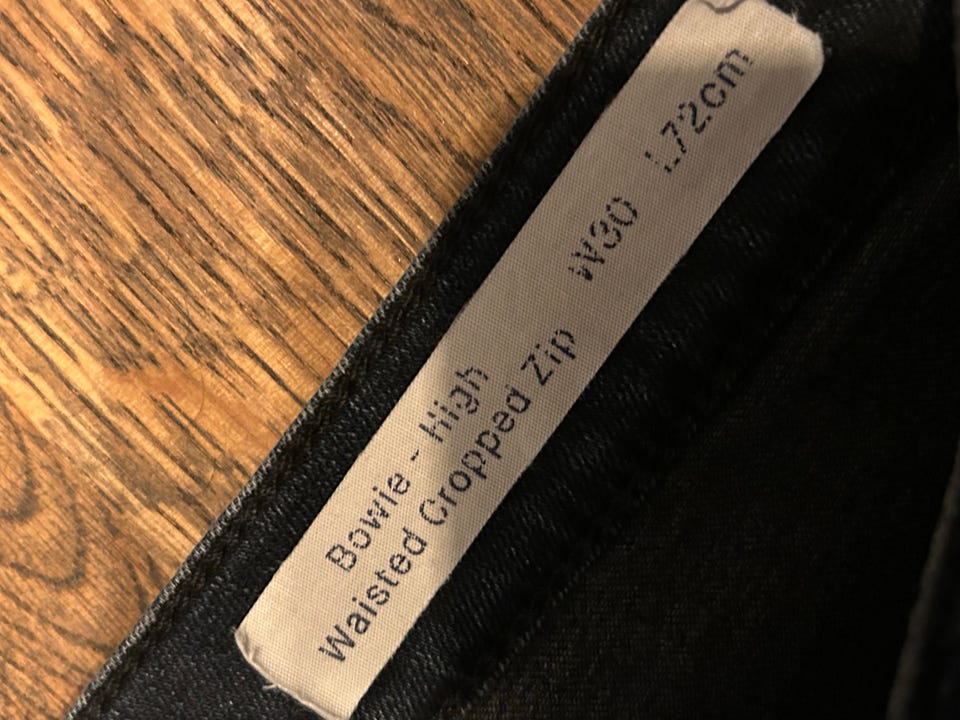 Bowie - High
Waisted Cropped Zip
W30 L72cm